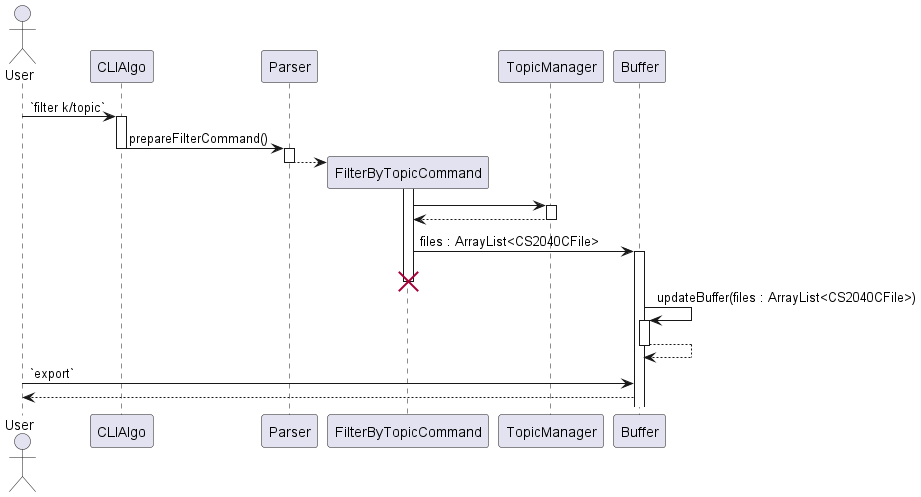 User
CLIAlgo
Parser
TopicManager
Buffer
`filter k/topic`
prepareFilterCommand()
FilterByTopicCommand
files : ArrayList<CS2040CFile>
updateBuffer(files : ArrayList<CS2040CFile>)
`export`
User
CLIAlgo
Parser
FilterByTopicCommand
TopicManager
Buffer